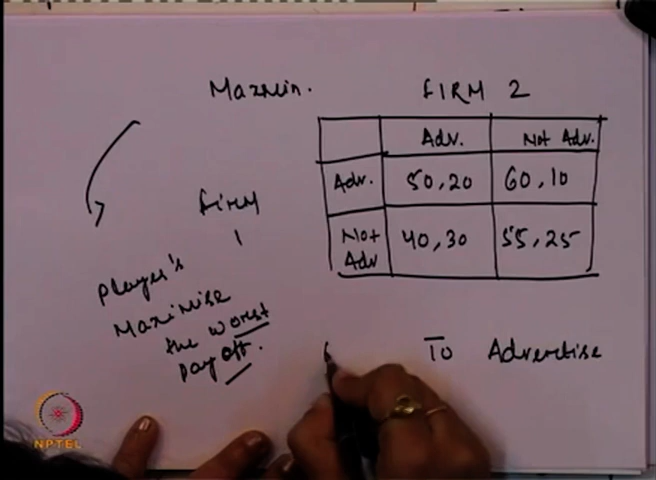 Maxmin. FIRM 2
Adv. Not Adv.
Adv. 50,20 60,10
Firm
1
Not
Adv 40,30 55,25
Player's
Maximise
the worst
payoff.
To Advertise
NPTEL